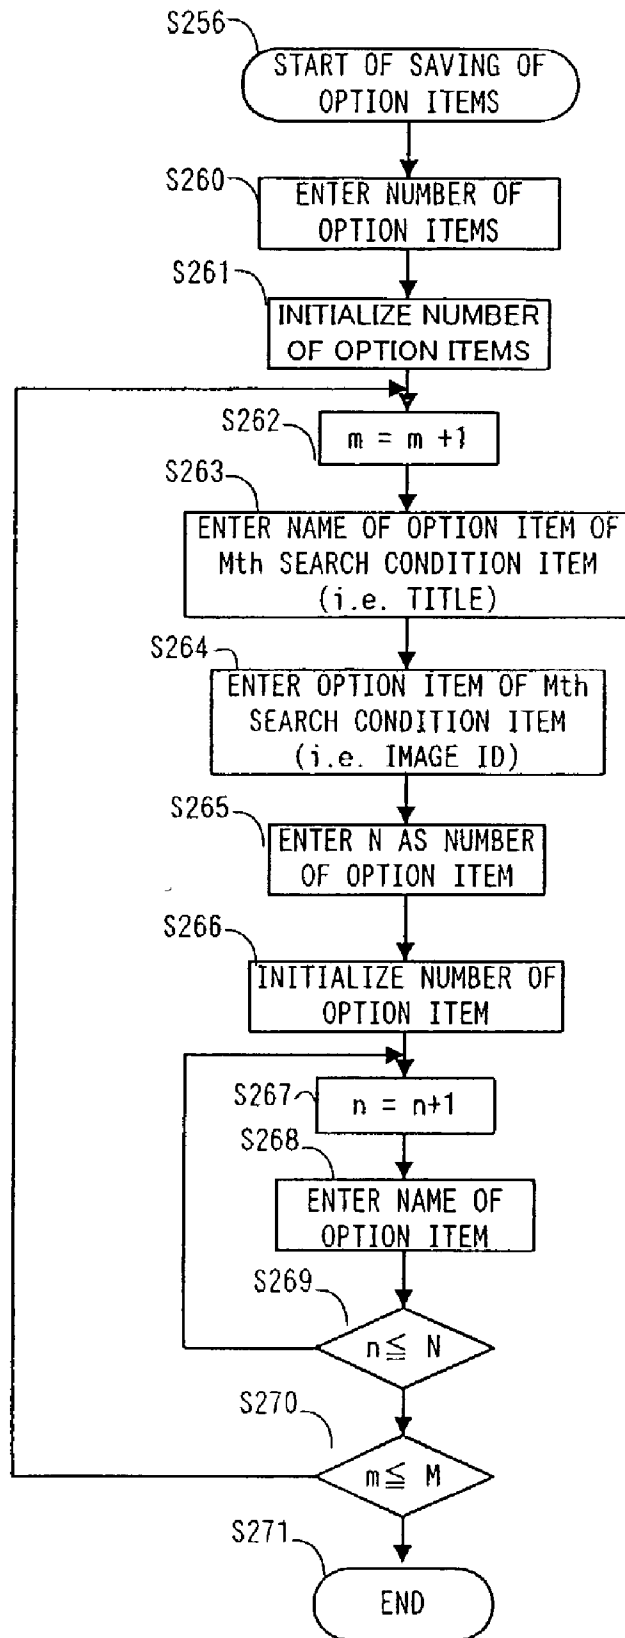 S256
START OF SAVING OF
OPTION ITEMS
S260
ENTER NUMBER OF
OPTION ITEMS
S261
INITIALIZE NUMBER
OF OPTION ITEMS
S262
m = m +1
S263
ENTER NAME OF OPTION ITEM OF
Mth SEARCH CONDITION ITEM
(i.e. TITLE)
S264
ENTER OPTION ITEM OF Mth
SEARCH CONDITION ITEM
(i.e. IMAGE ID)
S265
ENTER N AS NUMBER
OF OPTION ITEM
S266
INITIALIZE NUMBER OF
OPTION ITEM
S267
n = n+1
S268
ENTER NAME OF
OPTION ITEM
S269
n ≦ N
S270
m ≦ M
S271
END